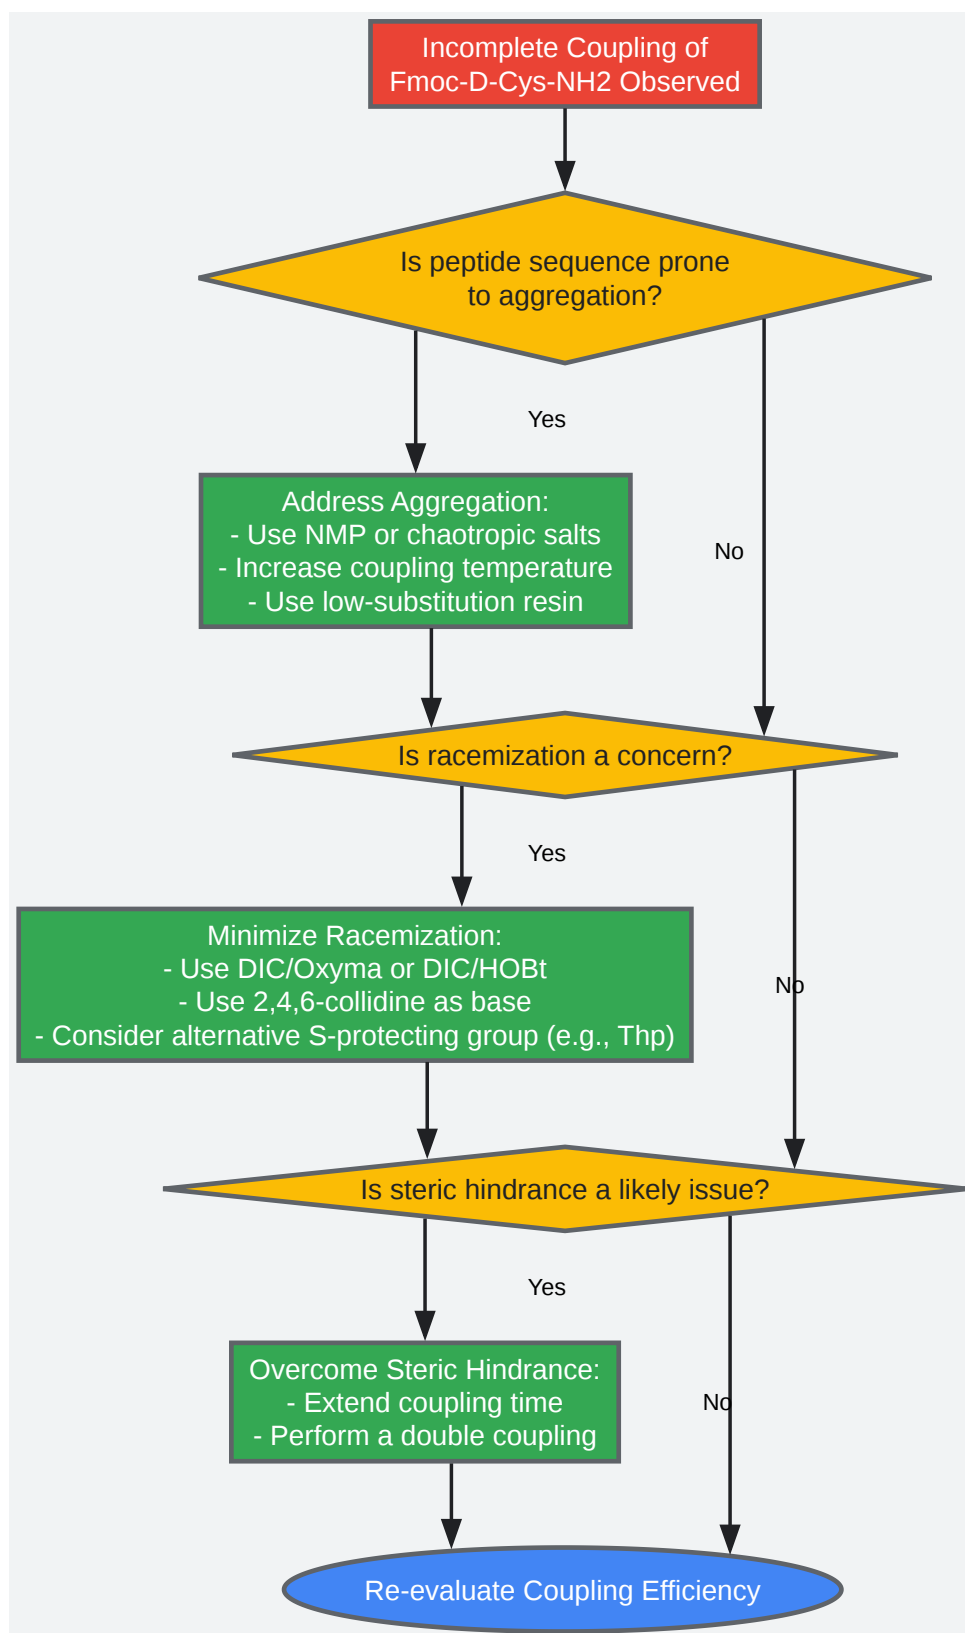 Incomplete Coupling of
Fmoc-D-Cys-NH2 Observed
Is peptide sequence prone
to aggregation?
Yes
Address Aggregation:
- Use NMP or chaotropic salts
- Increase coupling temperature
- Use low-substitution resin
No
Is racemization a concern?
Yes
Minimize Racemization:
- Use DIC/Oxyma or DIC/HOBt
- Use 2,4,6-collidine as base
- Consider alternative S-protecting group (e.g., Thp)
No
Is steric hindrance a likely issue?
Yes
Overcome Steric Hindrance:
- Extend coupling time
- Perform a double coupling
No
Re-evaluate Coupling Efficiency